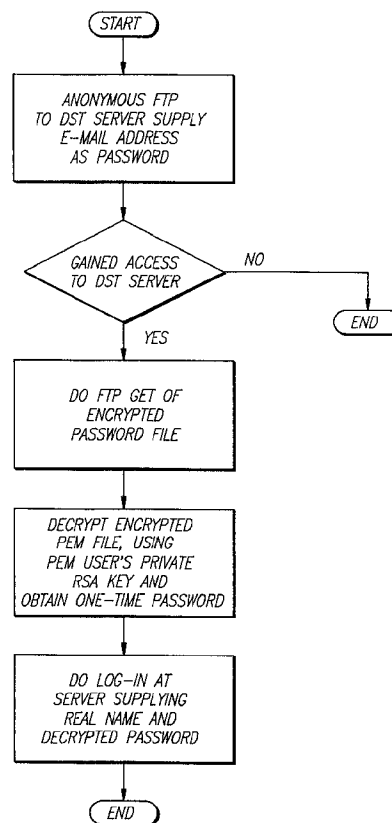 START
ANONYMOUS FTP
TO DST SERVER SUPPLY
E-MAIL ADDRESS
AS PASSWORD
GAINED ACCESS
TO DST SERVER
NO
END
YES
DO FTP GET OF
ENCRYPTED
PASSWORD FILE
DECRYPT ENCRYPTED
PEM FILE, USING
PEM USER'S PRIVATE
RSA KEY AND
OBTAIN ONE-TIME PASSWORD
DO LOG-IN AT
SERVER SUPPLYING
REAL NAME AND
DECRYPTED PASSWORD
END